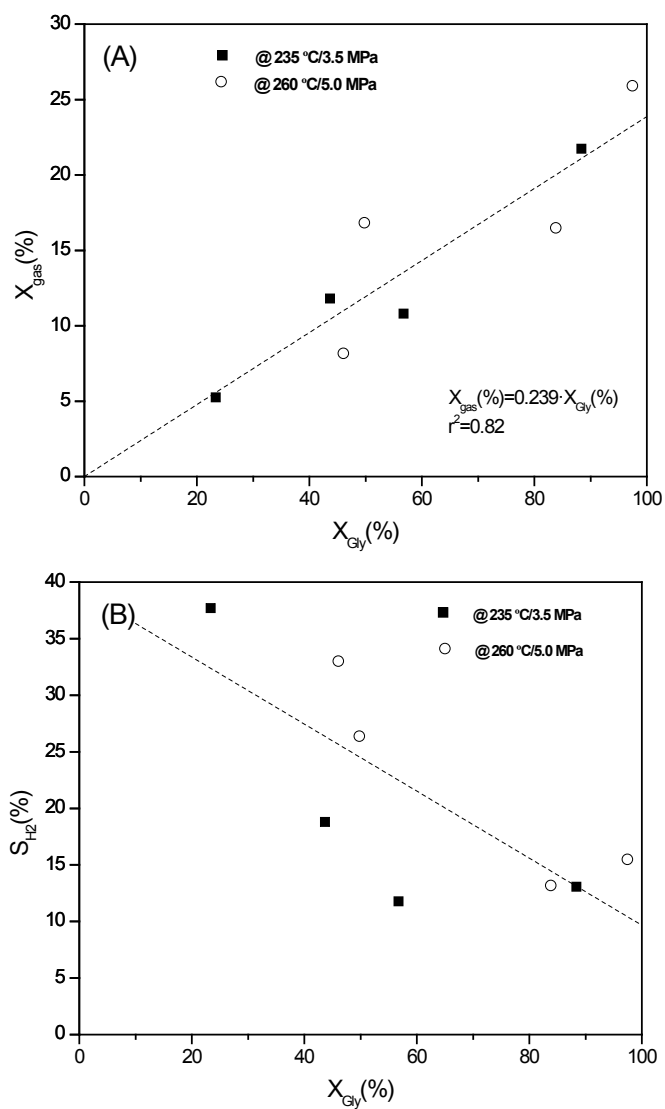 (A)
@ 235 °C/3.5 MPa
@ 260 °C/5.0 MPa
30
25
20
15
10
5
0
X_gas(%)
X_gas(%)=0.239·X_Gly(%)
r²=0.82
0 20 40 60 80 100
X_Gly(%)
(B)
@ 235 °C/3.5 MPa
@ 260 °C/5.0 MPa
40
35
30
25
20
15
10
5
0
S_H2(%)
0 20 40 60 80 100
X_Gly(%)